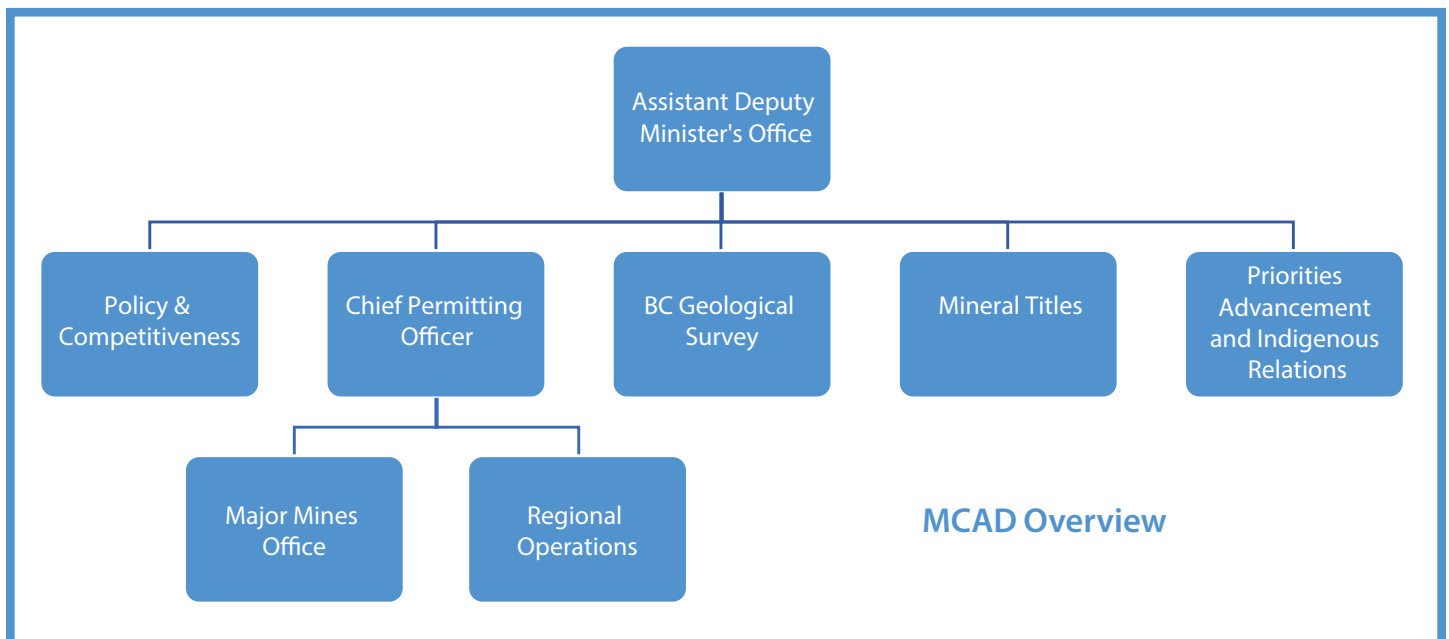 Assistant Deputy
Minister's Office
Policy &
Competitiveness
Chief Permitting
Officer
BC Geological
Survey
Mineral Titles
Priorities
Advancement
and Indigenous
Relations
Major Mines
Office
Regional
Operations
MCAD Overview